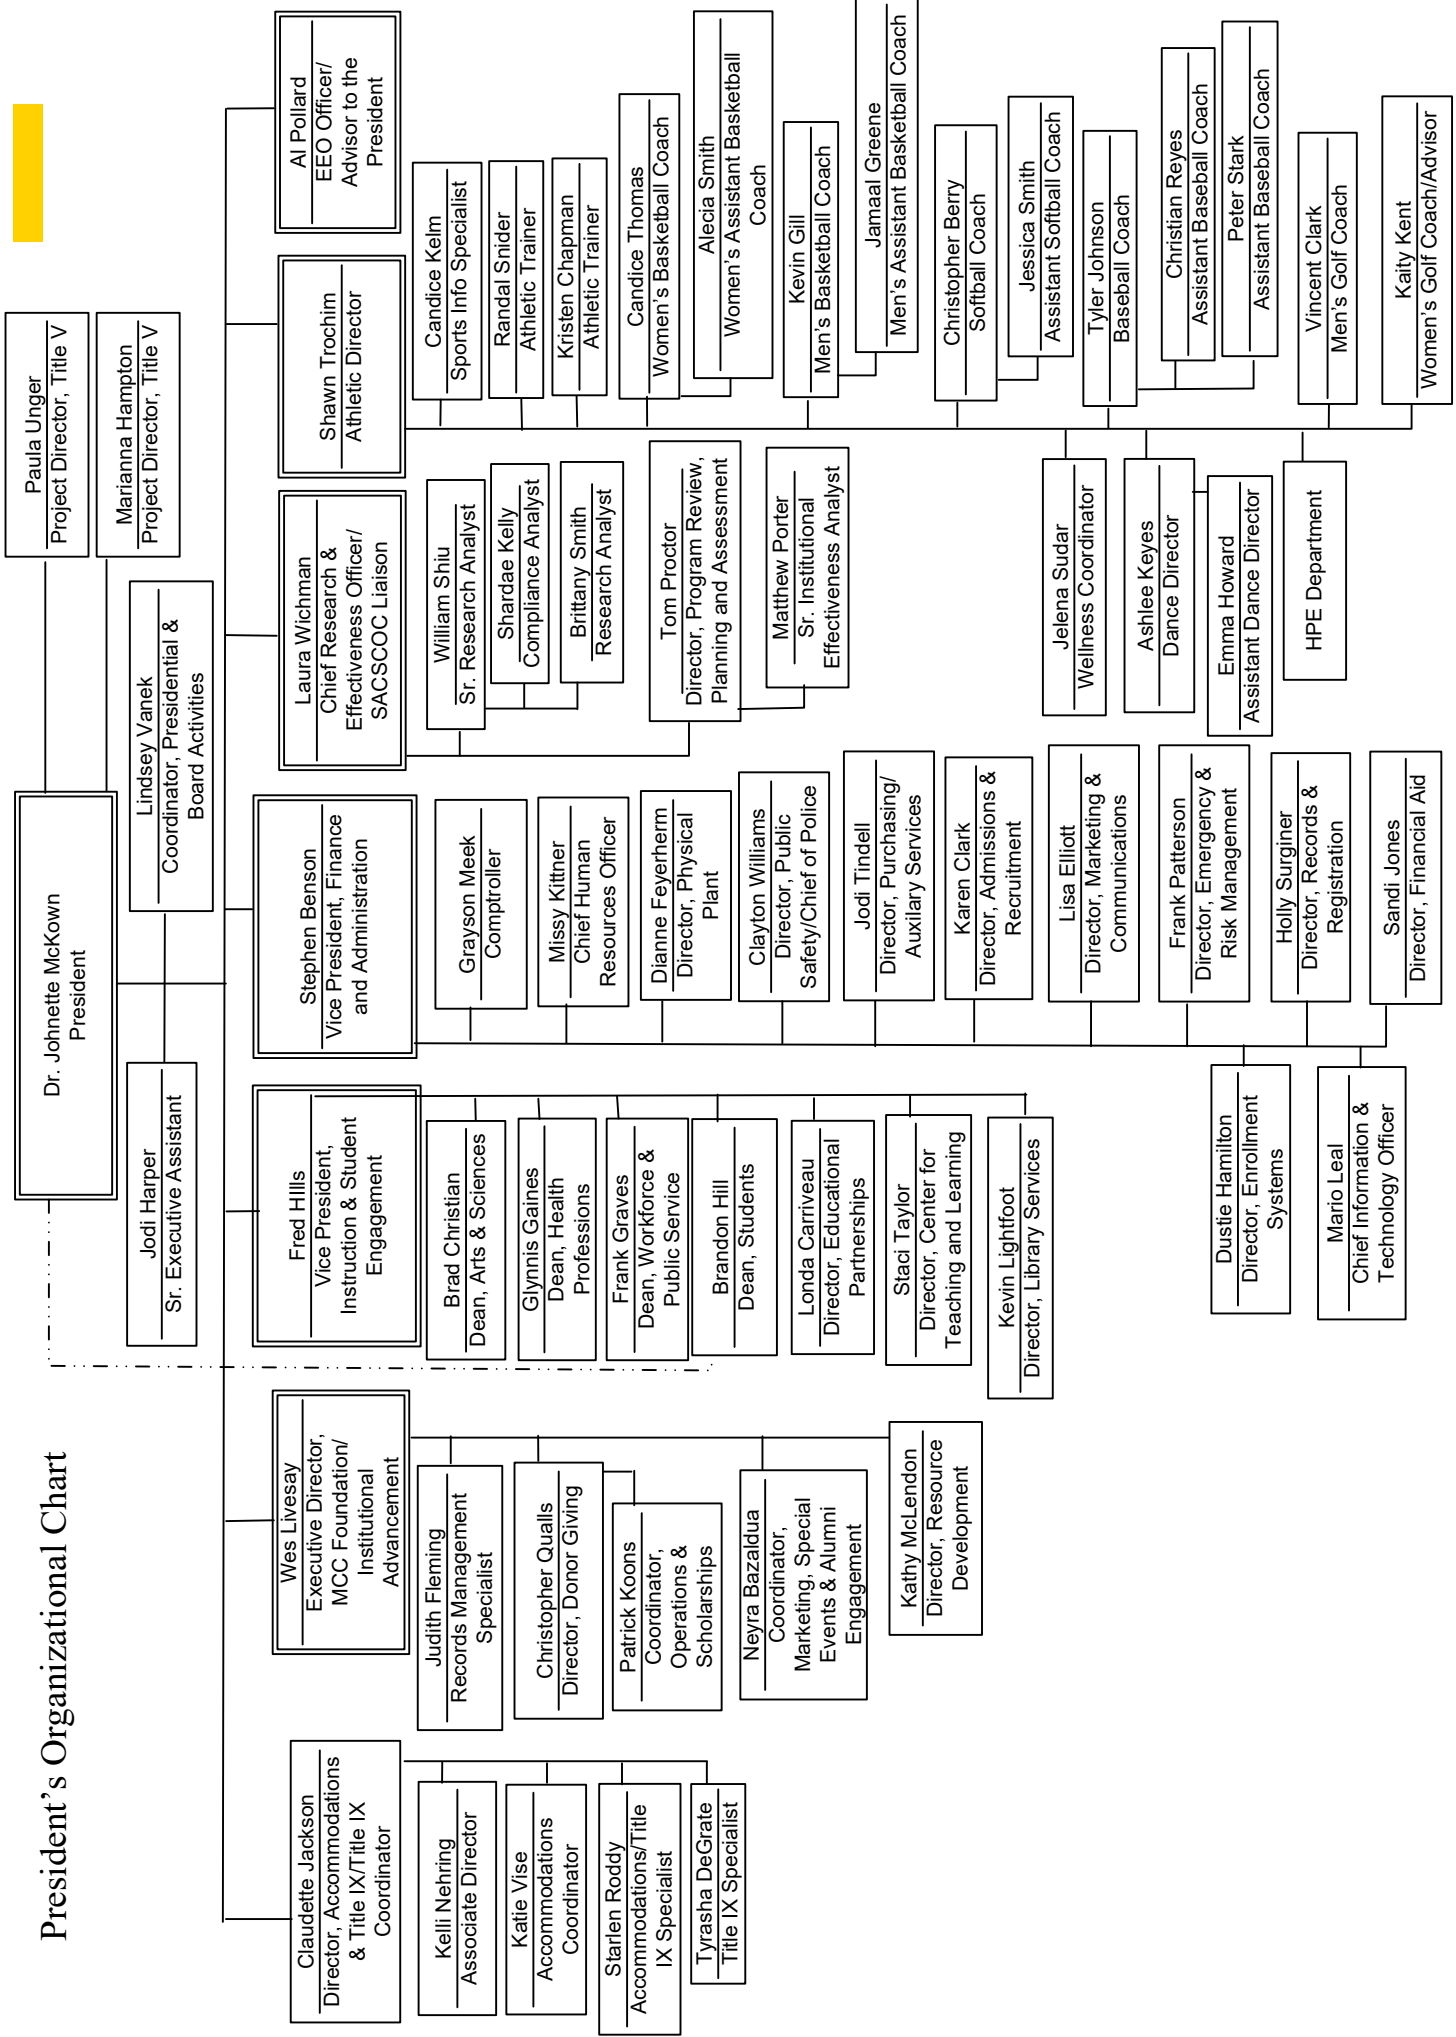 President's Organizational Chart
Dr. Johnette McKown
President
Paula Unger
Project Director, Title V
Marianna Hampton
Project Director, Title V
Jodi Harper
Sr. Executive Assistant
Lindsey Vanek
Coordinator, Presidential &
Board Activities
Claudette Jackson
Director, Accommodations
& Title IX/Title IX
Coordinator
Kelli Nehring
Associate Director
Katie Vise
Accommodations
Coordinator
Starlen Roddy
Accommodations/Title
IX Specialist
Tyrasha DeGrate
Title IX Specialist
Wes Livesay
Executive Director,
MCC Foundation/
Institutional
Advancement
Judith Fleming
Records Management
Specialist
Christopher Qualls
Director, Donor Giving
Patrick Koons
Coordinator,
Operations &
Scholarships
Neyra Bazaldua
Coordinator,
Marketing, Special
Events & Alumni
Engagement
Kathy McLendon
Director, Resource
Development
Fred HIlls
Vice President,
Instruction & Student
Engagement
Brad Christian
Dean, Arts & Sciences
Glynnis Gaines
Dean, Health
Professions
Frank Graves
Dean, Workforce &
Public Service
Brandon Hill
Dean, Students
Londa Carriveau
Director, Educational
Partnerships
Staci Taylor
Director, Center for
Teaching and Learning
Kevin Lightfoot
Director, Library Services
Stephen Benson
Vice President, Finance
and Administration
Grayson Meek
Comptroller
Missy Kittner
Chief Human
Resources Officer
Dianne Feyerherm
Director, Physical
Plant
Clayton Williams
Director, Public
Safety/Chief of Police
Jodi Tindell
Director, Purchasing/
Auxilary Services
Karen Clark
Director, Admissions &
Recruitment
Lisa Elliott
Director, Marketing &
Communications
Frank Patterson
Director, Emergency &
Risk Management
Holly Surginer
Director, Records &
Registration
Sandi Jones
Director, Financial Aid
Dustie Hamilton
Director, Enrollment
Systems
Mario Leal
Chief Information &
Technology Officer
Laura Wichman
Chief Research &
Effectiveness Officer/
SACSCOC Liaison
William Shiu
Sr. Research Analyst
Shardae Kelly
Compliance Analyst
Brittany Smith
Research Analyst
Tom Proctor
Director, Program Review,
Planning and Assessment
Matthew Porter
Sr. Institutional
Effectiveness Analyst
Shawn Trochim
Athletic Director
Candice Kelm
Sports Info Specialist
Randal Snider
Athletic Trainer
Kristen Chapman
Athletic Trainer
Candice Thomas
Women's Basketball Coach
Alecia Smith
Women's Assistant Basketball
Coach
Kevin Gill
Men's Basketball Coach
Jamaal Greene
Men's Assistant Basketball Coach
Christopher Berry
Softball Coach
Jessica Smith
Assistant Softball Coach
Tyler Johnson
Baseball Coach
Christian Reyes
Assistant Baseball Coach
Peter Stark
Assistant Baseball Coach
Vincent Clark
Men's Golf Coach
Kaity Kent
Women's Golf Coach/Advisor
Jelena Sudar
Wellness Coordinator
Ashlee Keyes
Dance Director
Emma Howard
Assistant Dance Director
HPE Department
Al Pollard
EEO Officer/
Advisor to the
President